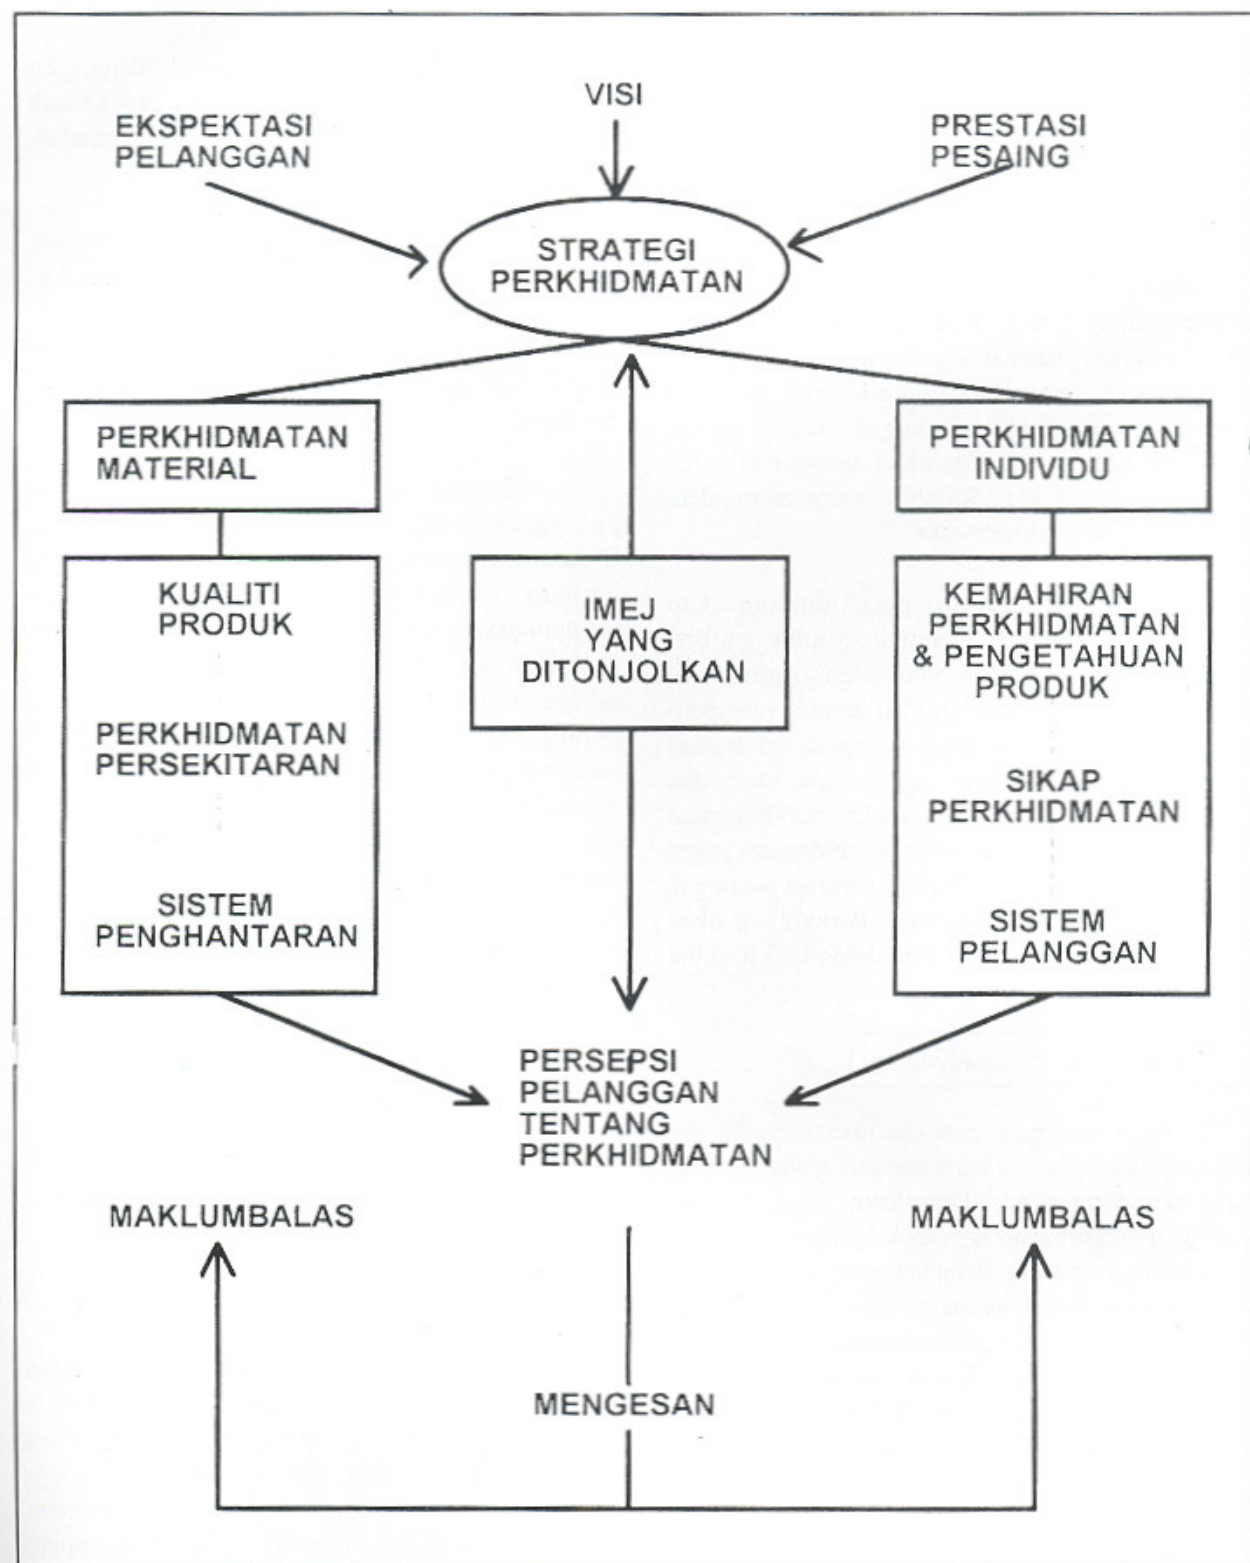 VISI
EKSPEKTASI
PELANGGAN
PRESTASI
PESAING
STRATEGI
PERKHIDMATAN
PERKHIDMATAN
MATERIAL
PERKHIDMATAN
INDIVIDU
KUALITI
PRODUK
PERKHIDMATAN
PERSEKITARAN
SISTEM
PENGHANTARAN
IMEJ
YANG
DITONJOLKAN
KEMAHIRAN
PERKHIDMATAN
& PENGETAHUAN
PRODUK
SIKAP
PERKHIDMATAN
SISTEM
PELANGGAN
PERSEPSI
PELANGGAN
TENTANG
PERKHIDMATAN
MAKLUMBALAS
MAKLUMBALAS
MENGESAN